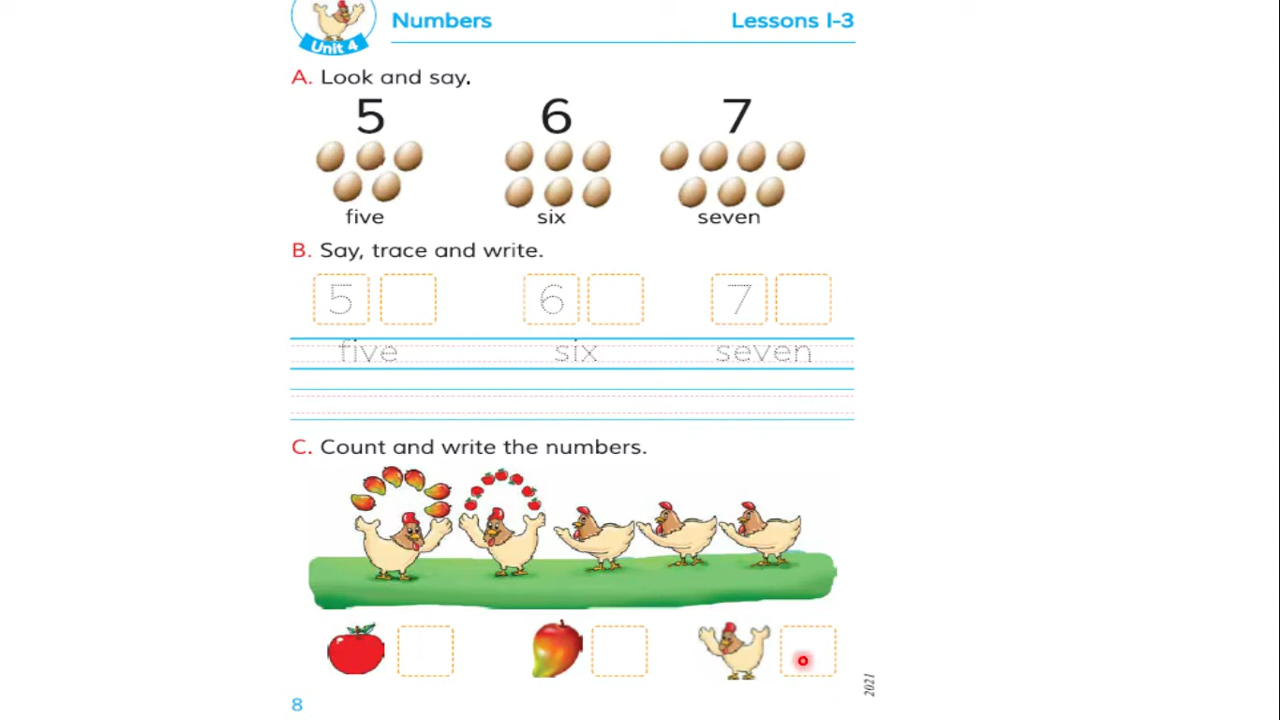 Unit 4
Numbers Lessons 1-3
A. Look and say.
5 6 7
five six seven
B. Say, trace and write.
5 6 7
five six seven
C. Count and write the numbers.
2021
8